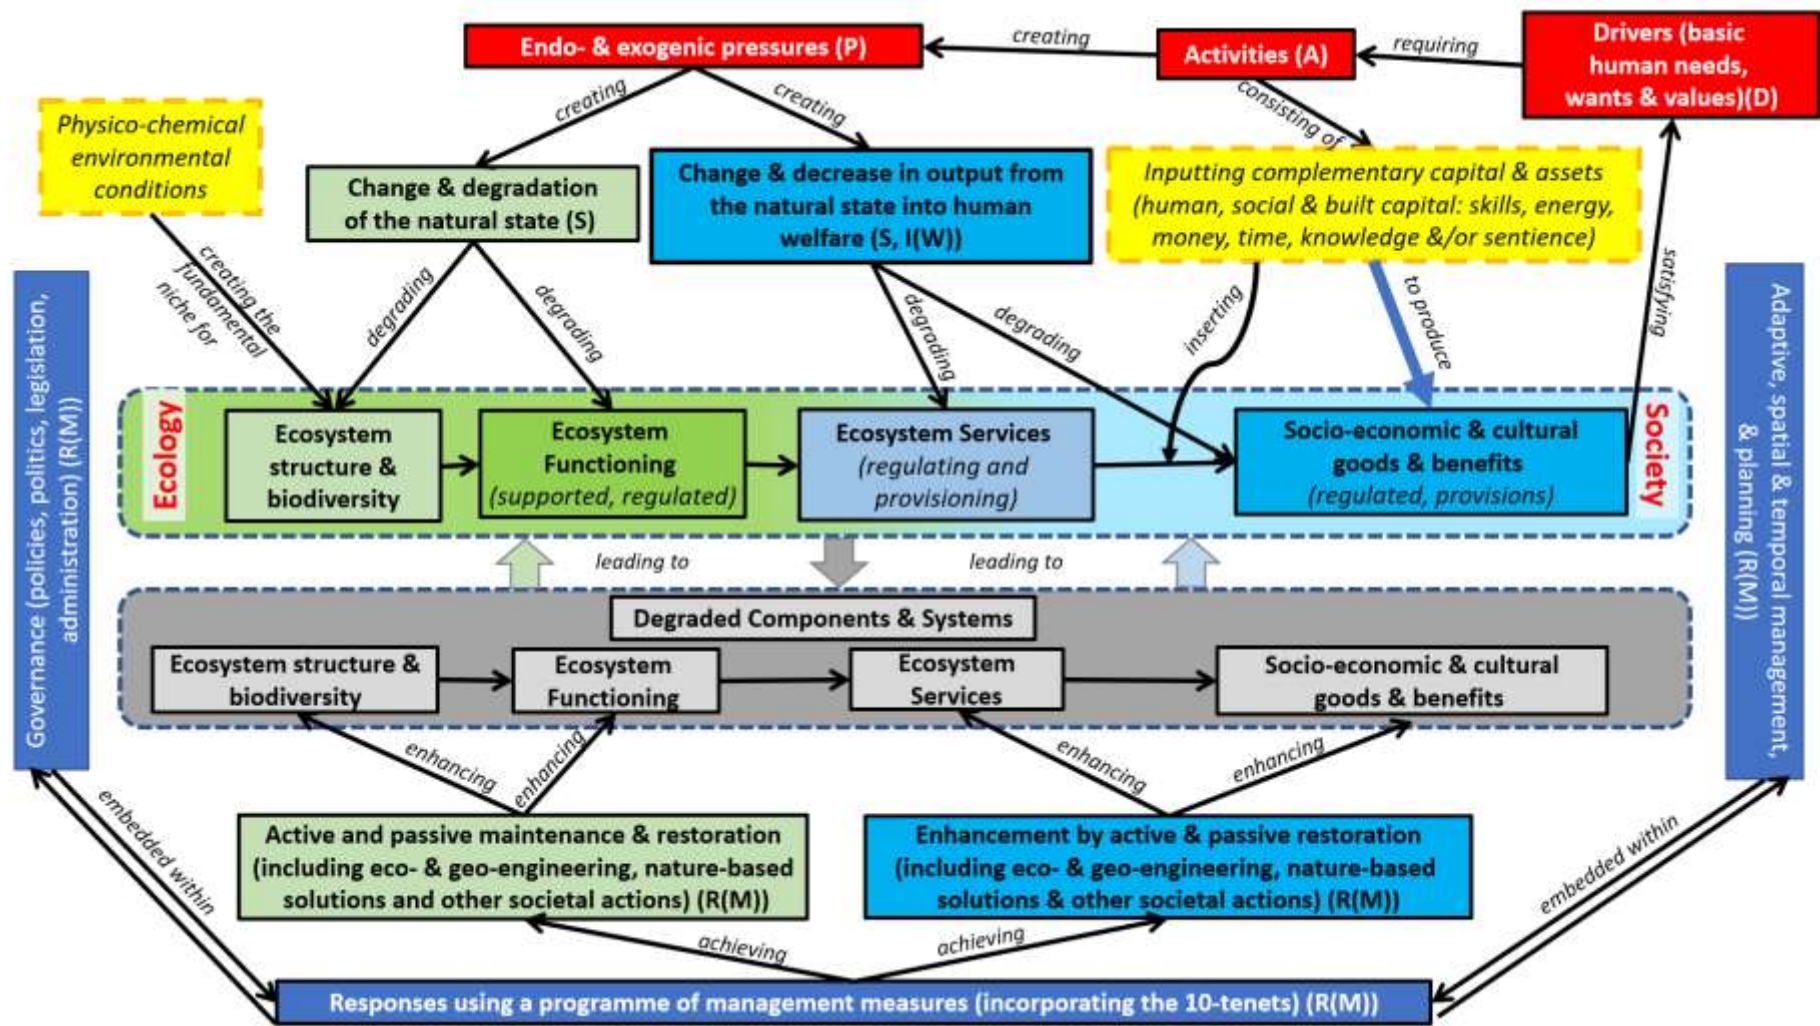 Endo- & exogenic pressures (P)
creating
Activities (A)
requiring
Drivers (basic
human needs,
wants & values)(D)
creating
creating
consisting of
Physico-chemical
environmental
conditions
Change & degradation
of the natural state (S)
Change & decrease in output from
the natural state into human
welfare (S, I(W))
Inputting complementary capital & assets
(human, social & built capital: skills, energy,
money, time, knowledge &/or sentience)
creating the
fundamental
niche for
degrading
degrading
degrading
degrading
inserting
to produce
satisfying
Governance (policies, politics, legislation,
administration) (R(M))
Adaptive, spatial & temporal management,
& planning (R(M))
Ecology
Ecosystem
structure &
biodiversity
Ecosystem
Functioning
(supported, regulated)
Ecosystem Services
(regulating and
provisioning)
Socio-economic & cultural
goods & benefits
(regulated, provisions)
Society
leading to
leading to
Degraded Components & Systems
Ecosystem structure &
biodiversity
Ecosystem
Functioning
Ecosystem
Services
Socio-economic & cultural
goods & benefits
enhancing
enhancing
enhancing
enhancing
embedded within
embedded within
Active and passive maintenance & restoration
(including eco- & geo-engineering, nature-based
solutions and other societal actions) (R(M))
Enhancement by active & passive restoration
(including eco- & geo-engineering, nature-based
solutions & other societal actions) (R(M))
achieving
achieving
Responses using a programme of management measures (incorporating the 10-tenets) (R(M))